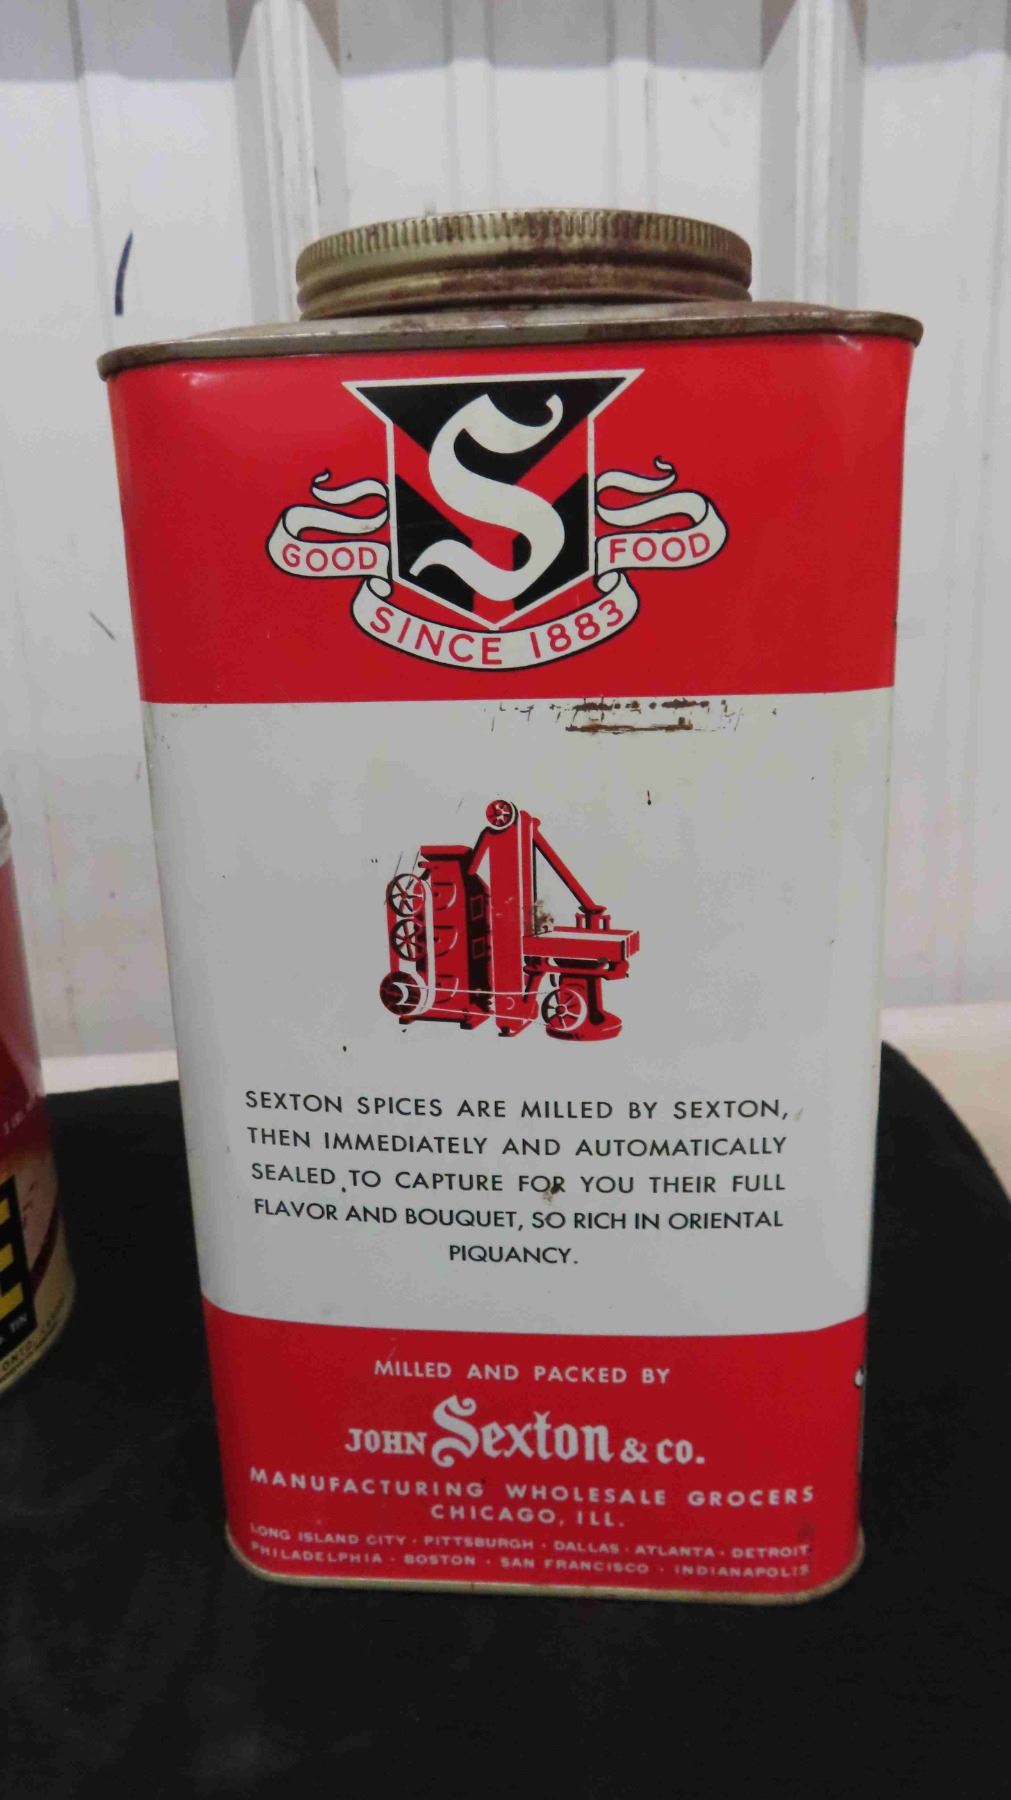 S
GOOD FOOD
SINCE 1883
SEXTON SPICES ARE MILLED BY SEXTON,
THEN IMMEDIATELY AND AUTOMATICALLY
SEALED TO CAPTURE FOR YOU THEIR FULL
FLAVOR AND BOUQUET, SO RICH IN ORIENTAL
PIQUANCY.
MILLED AND PACKED BY
JOHN Sexton & CO.
MANUFACTURING WHOLESALE GROCERS
CHICAGO, ILL.
LONG ISLAND CITY · PITTSBURGH · DALLAS · ATLANTA · DETROIT
PHILADELPHIA · BOSTON · SAN FRANCISCO · INDIANAPOLIS
E
TIN